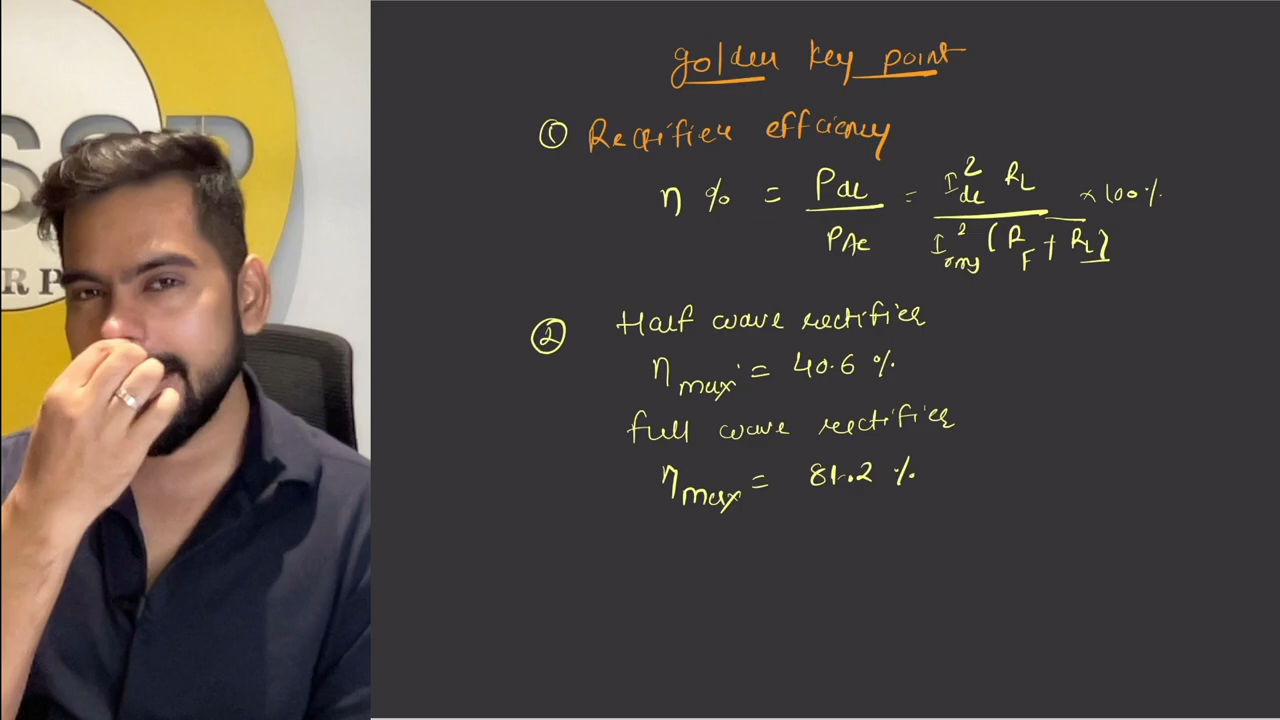 golden key point
① Rectifier efficiency
η % = Pdc / PAc = I²dc RL / I²rms (RF + RL) × 100 %
② Half wave rectifier
ηmax = 40.6 %
full wave rectifier
ηmax = 81.2 %